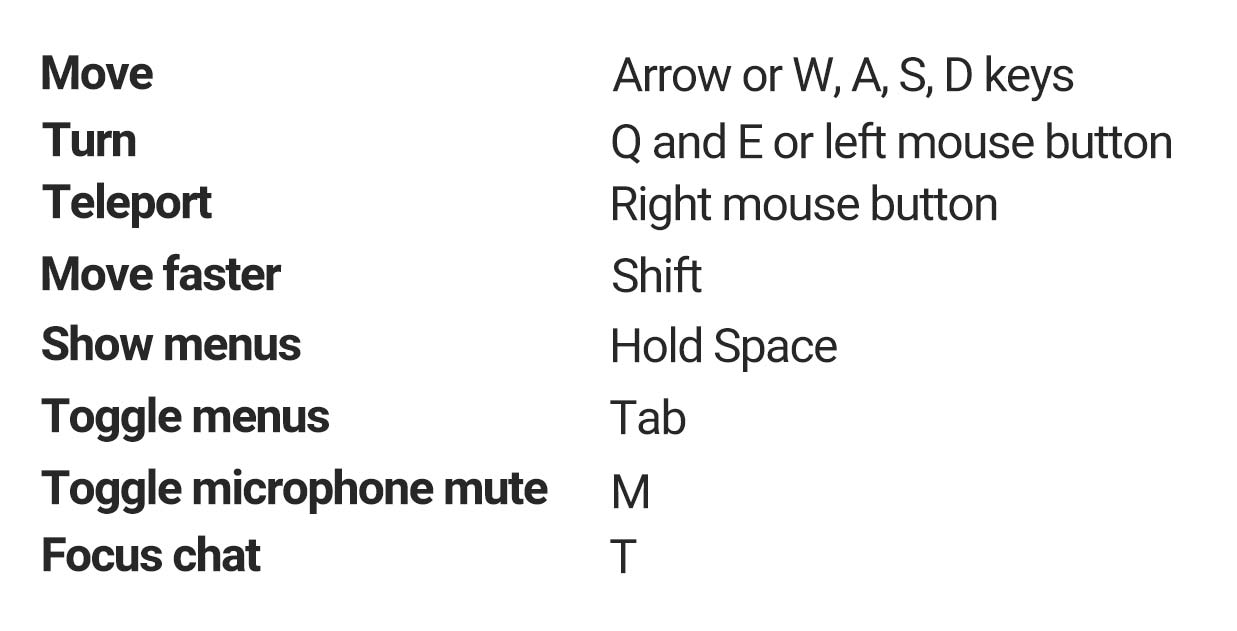 Move Arrow or W, A, S, D keys
Turn Q and E or left mouse button
Teleport Right mouse button
Move faster Shift
Show menus Hold Space
Toggle menus Tab
Toggle microphone mute M
Focus chat T